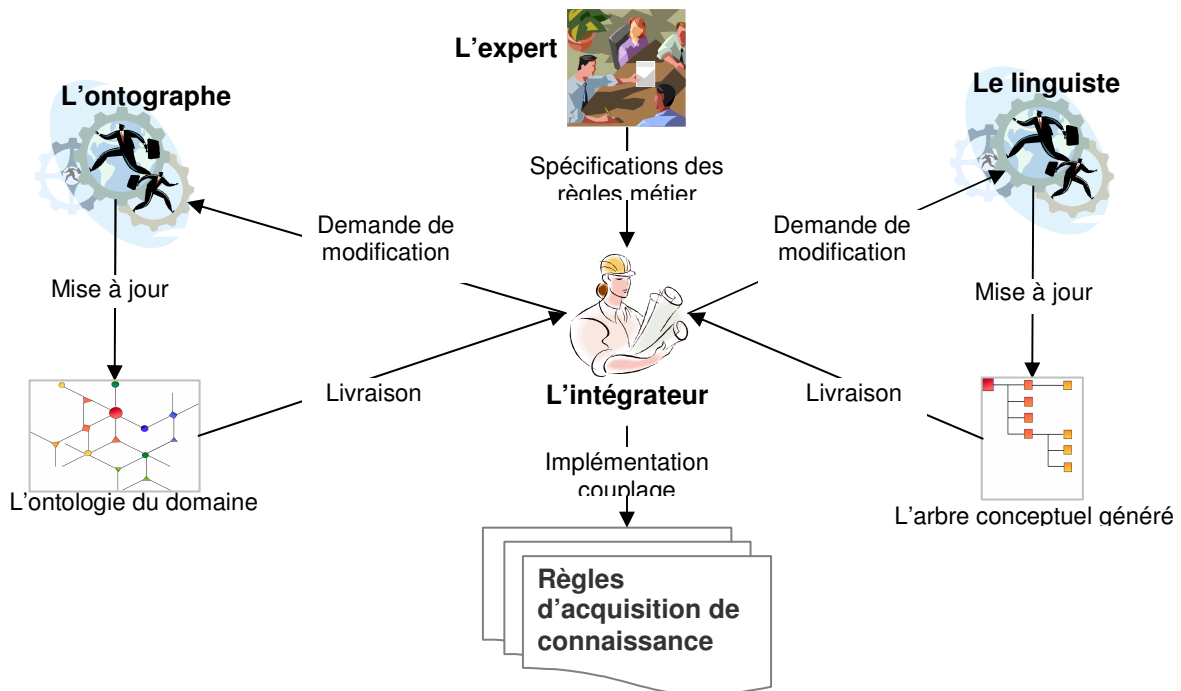 L'expert
L'ontographe
Le linguiste
Spécifications des
règles métier
Demande de
modification
Demande de
modification
Mise à jour
Mise à jour
Livraison
L'intégrateur
Livraison
Implémentation
couplage
L'ontologie du domaine
L'arbre conceptuel généré
Règles
d'acquisition de
connaissance